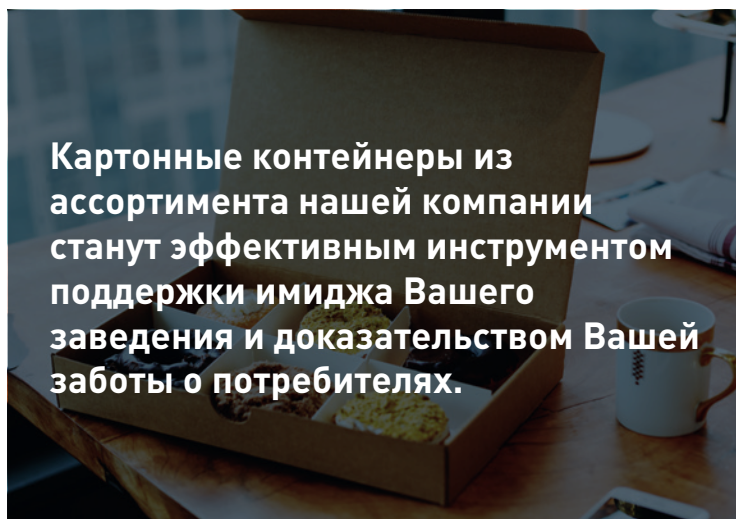 Картонные контейнеры из
ассортимента нашей компании
станут эффективным инструментом
поддержки имиджа Вашего
заведения и доказательством Вашей
заботы о потребителях.